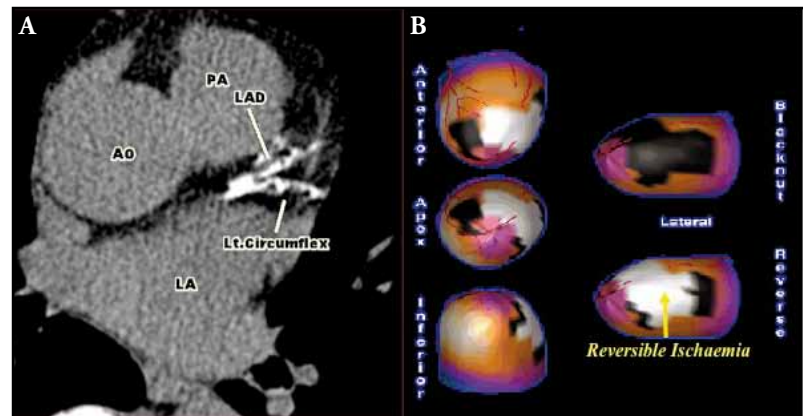 A
PA
LAD
AO
Lt.Circumflex
LA
B
Anterior
Apex
Inferior
Blackout
Lateral
Reverse
Reversible Ischaemia